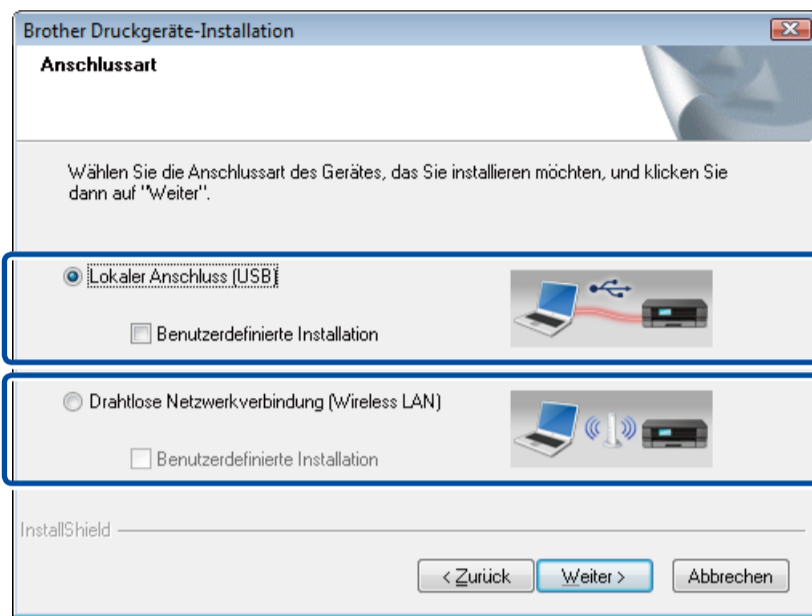 Brother Druckgeräte-Installation
Anschlussart
Wählen Sie die Anschlussart des Gerätes, das Sie installieren möchten, und klicken Sie
dann auf "Weiter".
Lokaler Anschluss (USB)
Benutzerdefinierte Installation
Drahtlose Netzwerkverbindung (Wireless LAN)
Benutzerdefinierte Installation
InstallShield
< Zurück Weiter > Abbrechen